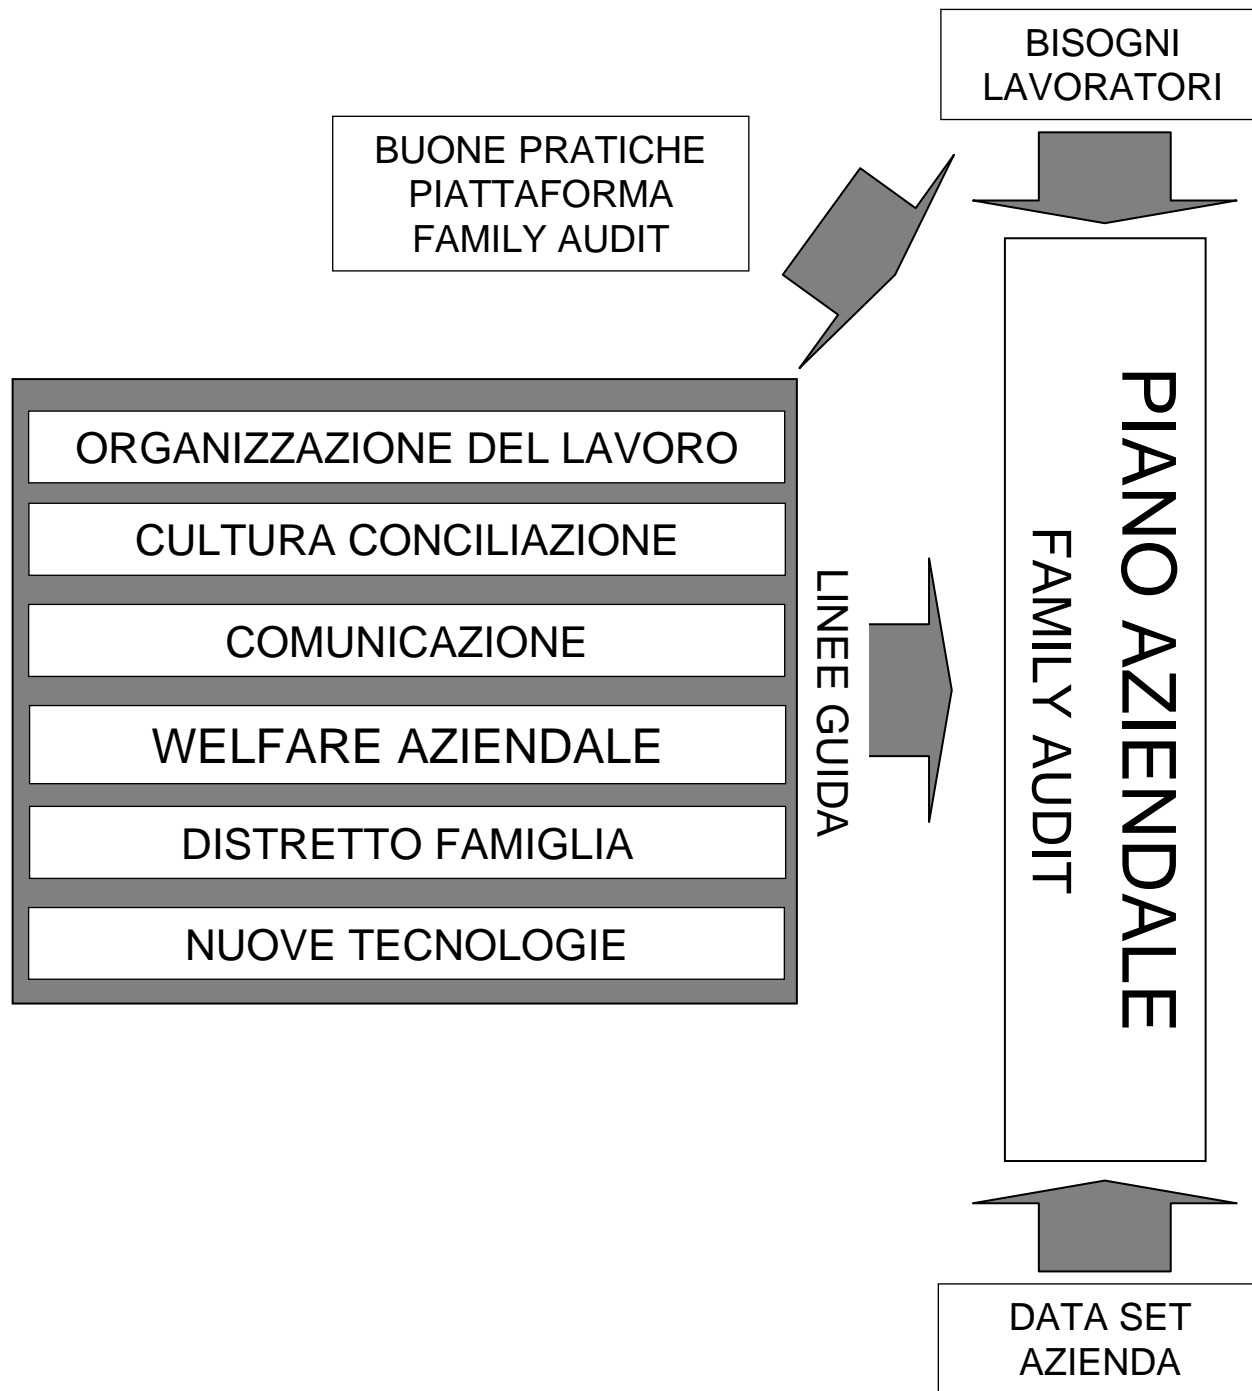 BISOGNI
LAVORATORI
BUONE PRATICHE
PIATTAFORMA
FAMILY AUDIT
ORGANIZZAZIONE DEL LAVORO
CULTURA CONCILIAZIONE
COMUNICAZIONE
WELFARE AZIENDALE
DISTRETTO FAMIGLIA
NUOVE TECNOLOGIE
LINEE GUIDA
PIANO AZIENDALE
FAMILY AUDIT
DATA SET
AZIENDA